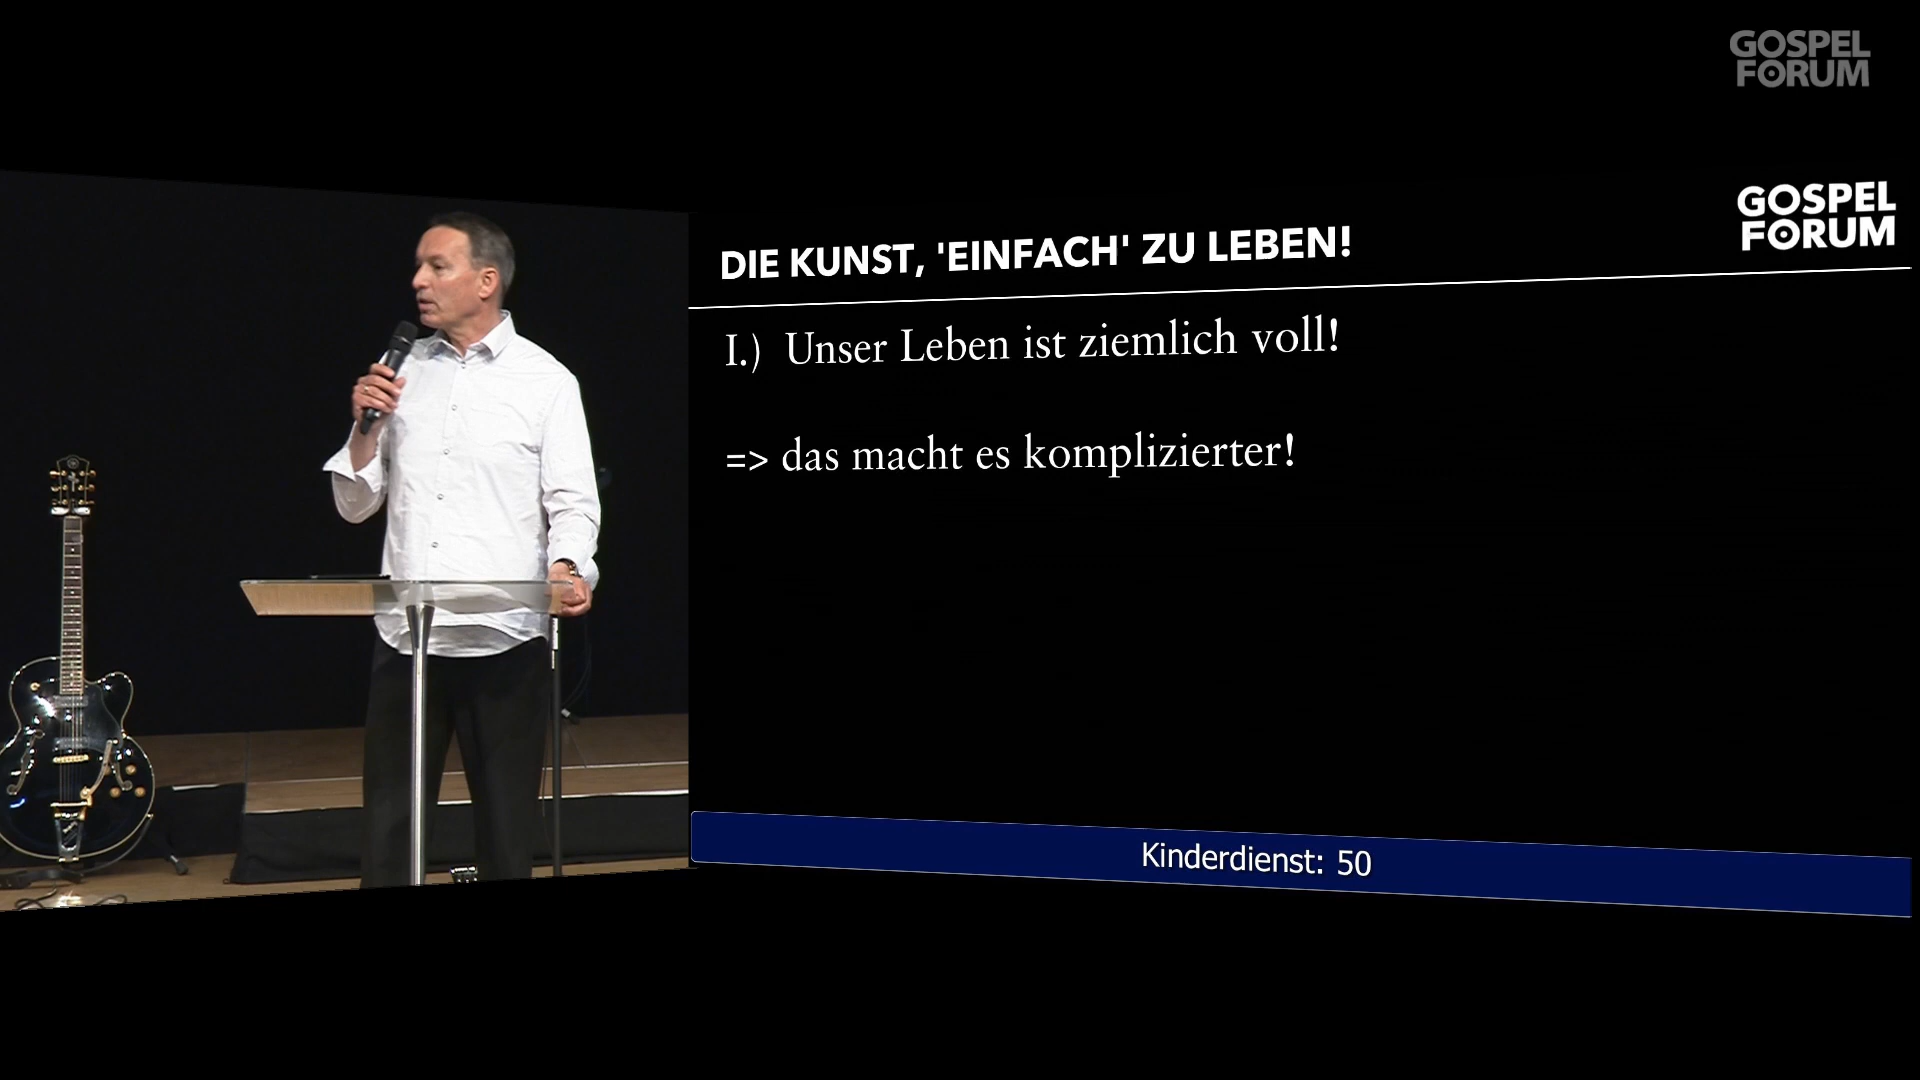 GOSPEL
FORUM
GOSPEL
FORUM
DIE KUNST, 'EINFACH' ZU LEBEN!
I.) Unser Leben ist ziemlich voll!
=> das macht es komplizierter!
Kinderdienst: 50